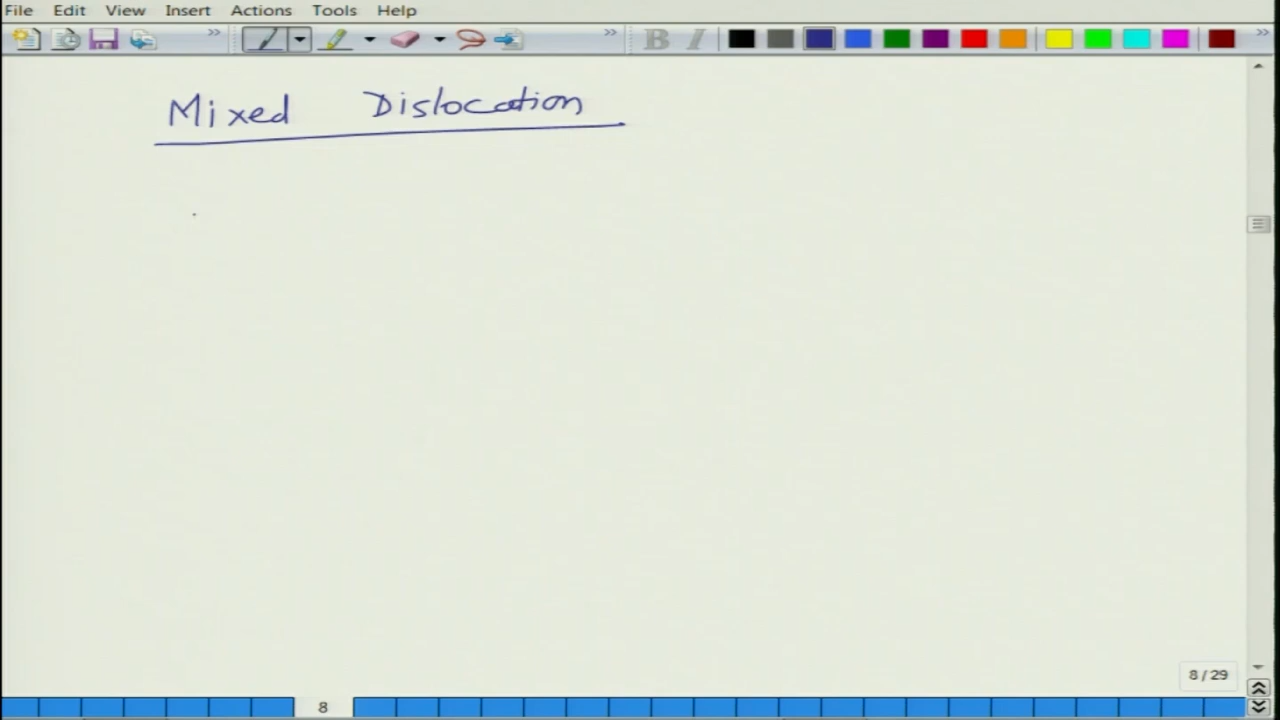 File Edit View Insert Actions Tools Help
B I
Mixed Dislocation
8 / 29
8